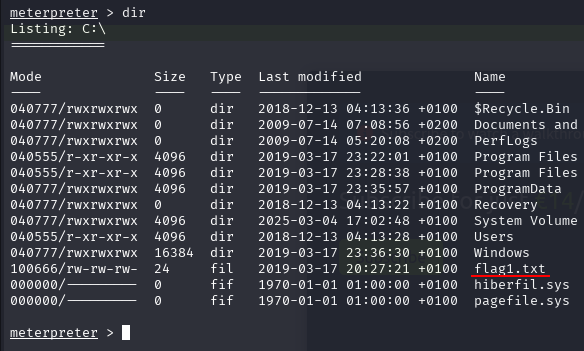 meterpreter > dir
Listing: C:\
============
Mode Size Type Last modified Name
---- ---- ---- ------------- ----
040777/rwxrwxrwx 0 dir 2018-12-13 04:13:36 +0100 $Recycle.Bin
040777/rwxrwxrwx 0 dir 2009-07-14 07:08:56 +0200 Documents and
040777/rwxrwxrwx 0 dir 2009-07-14 05:20:08 +0200 PerfLogs
040555/r-xr-xr-x 4096 dir 2019-03-17 23:22:01 +0100 Program Files
040555/r-xr-xr-x 4096 dir 2019-03-17 23:28:38 +0100 Program Files
040777/rwxrwxrwx 4096 dir 2019-03-17 23:35:57 +0100 ProgramData
040777/rwxrwxrwx 0 dir 2018-12-13 04:13:22 +0100 Recovery
040777/rwxrwxrwx 4096 dir 2025-03-04 17:02:48 +0100 System Volume
040555/r-xr-xr-x 4096 dir 2018-12-13 04:13:28 +0100 Users
040777/rwxrwxrwx 16384 dir 2019-03-17 23:36:30 +0100 Windows
100666/rw-rw-rw- 24 fil 2019-03-17 20:27:21 +0100 flag1.txt
000000/--------- 0 fif 1970-01-01 01:00:00 +0100 hiberfil.sys
000000/--------- 0 fif 1970-01-01 01:00:00 +0100 pagefile.sys
meterpreter >